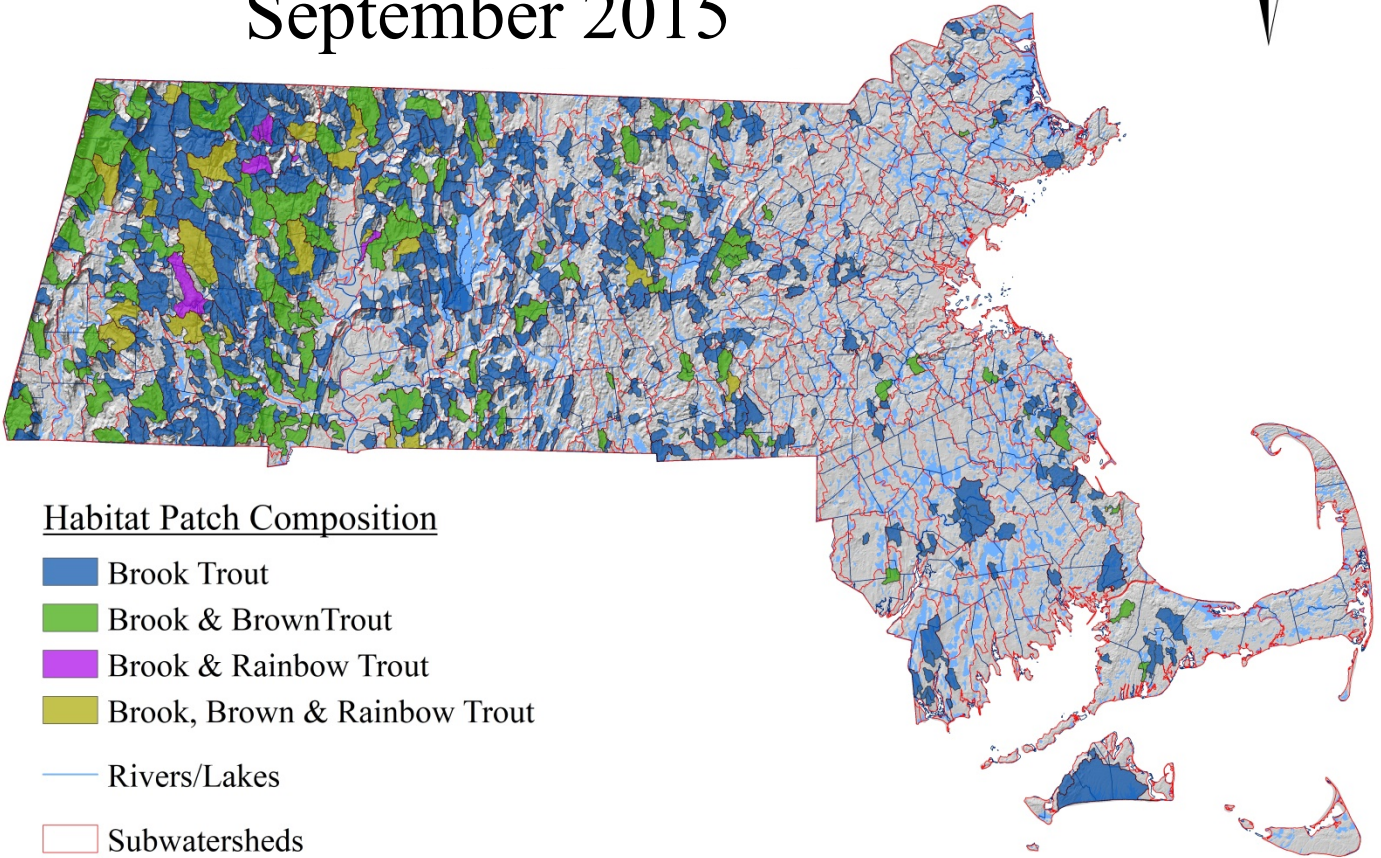 September 2015
Habitat Patch Composition
Brook Trout
Brook & BrownTrout
Brook & Rainbow Trout
Brook, Brown & Rainbow Trout
Rivers/Lakes
Subwatersheds